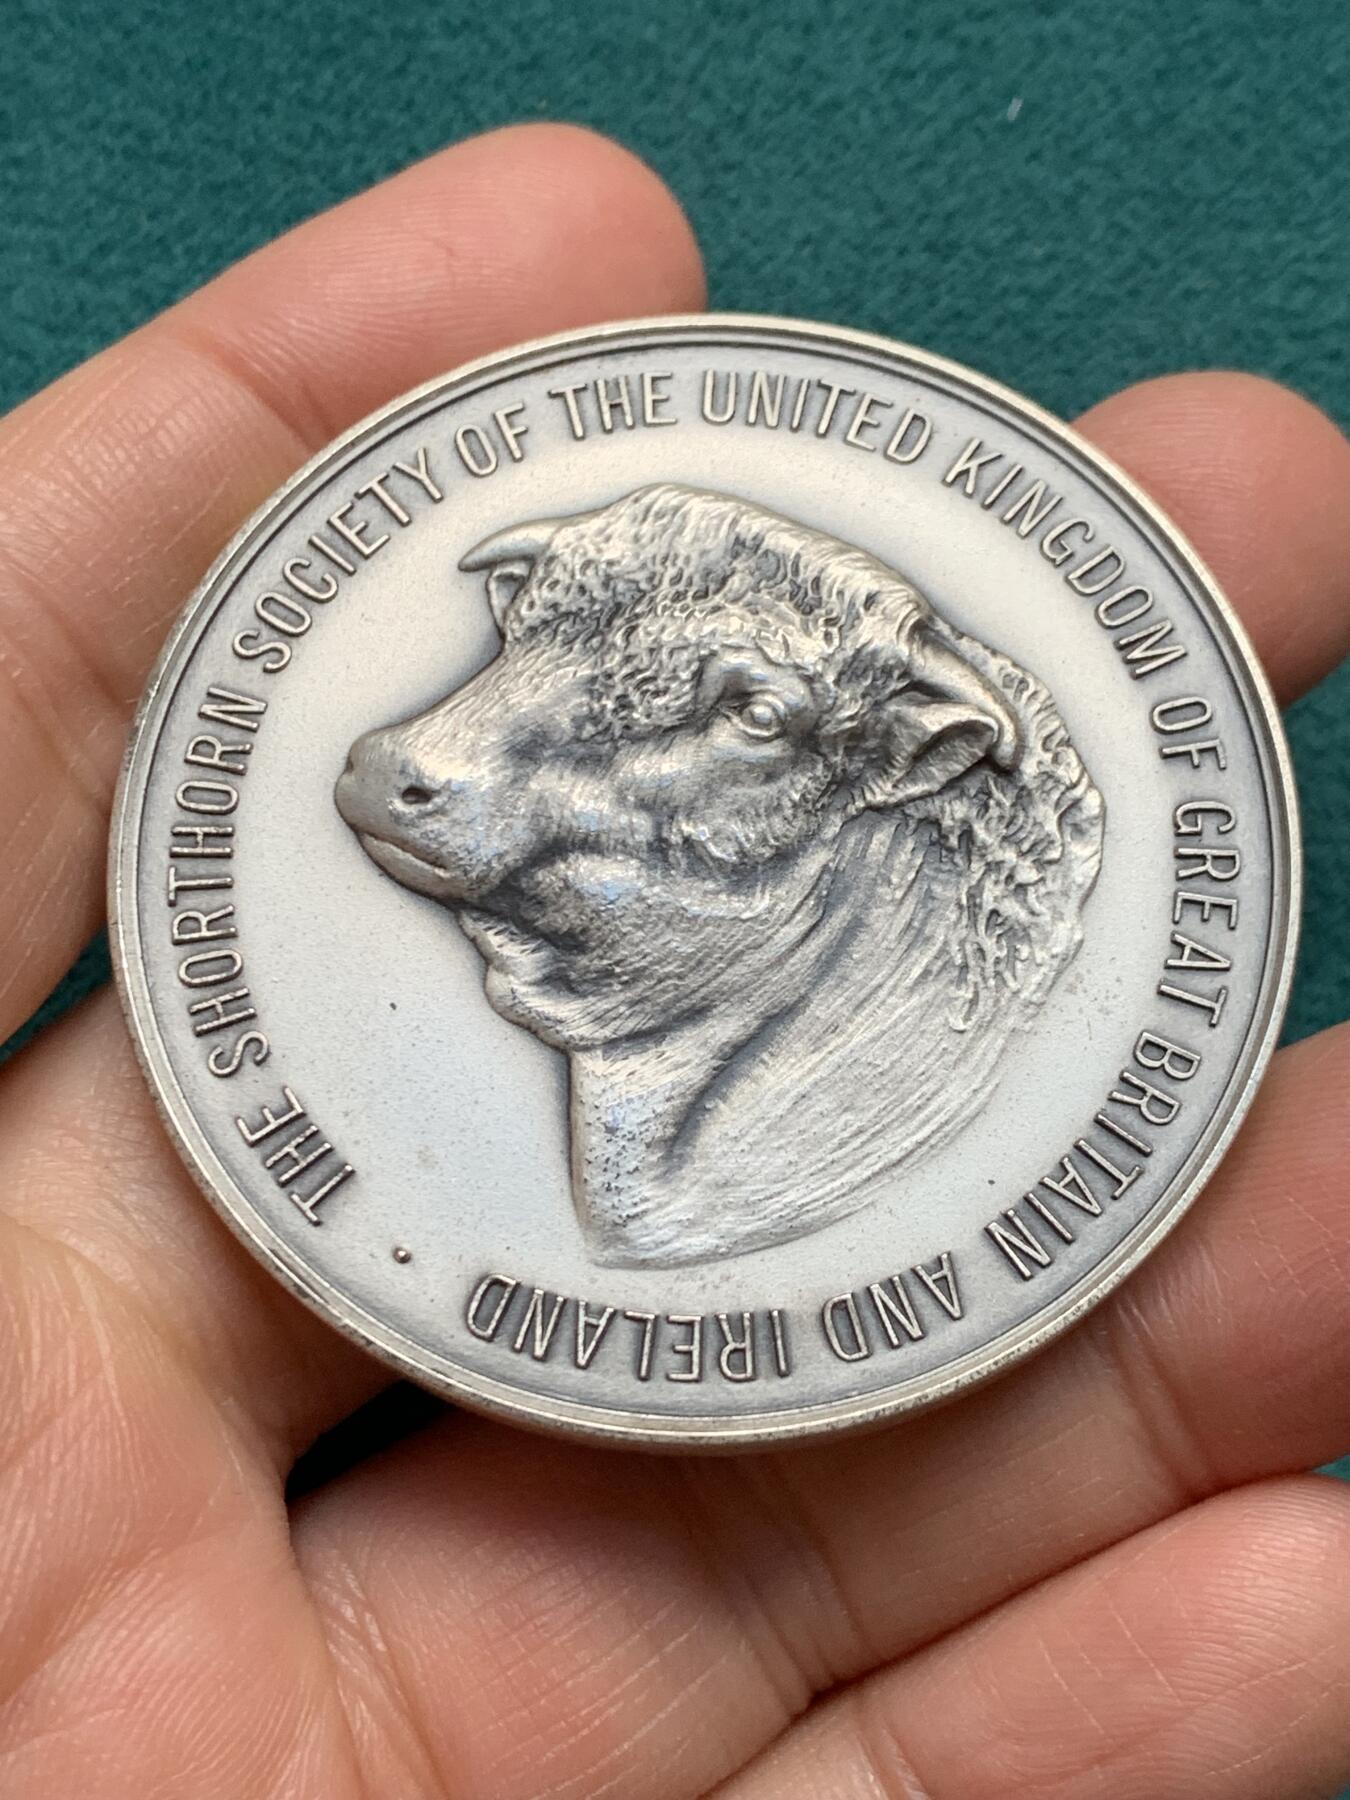 THE SHORTHORN SOCIETY OF THE UNITED KINGDOM OF GREAT BRITAIN AND IRELAND •